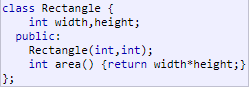 class Rectangle {
    int width,height;
  public:
    Rectangle(int,int);
    int area() {return width*height;}
};